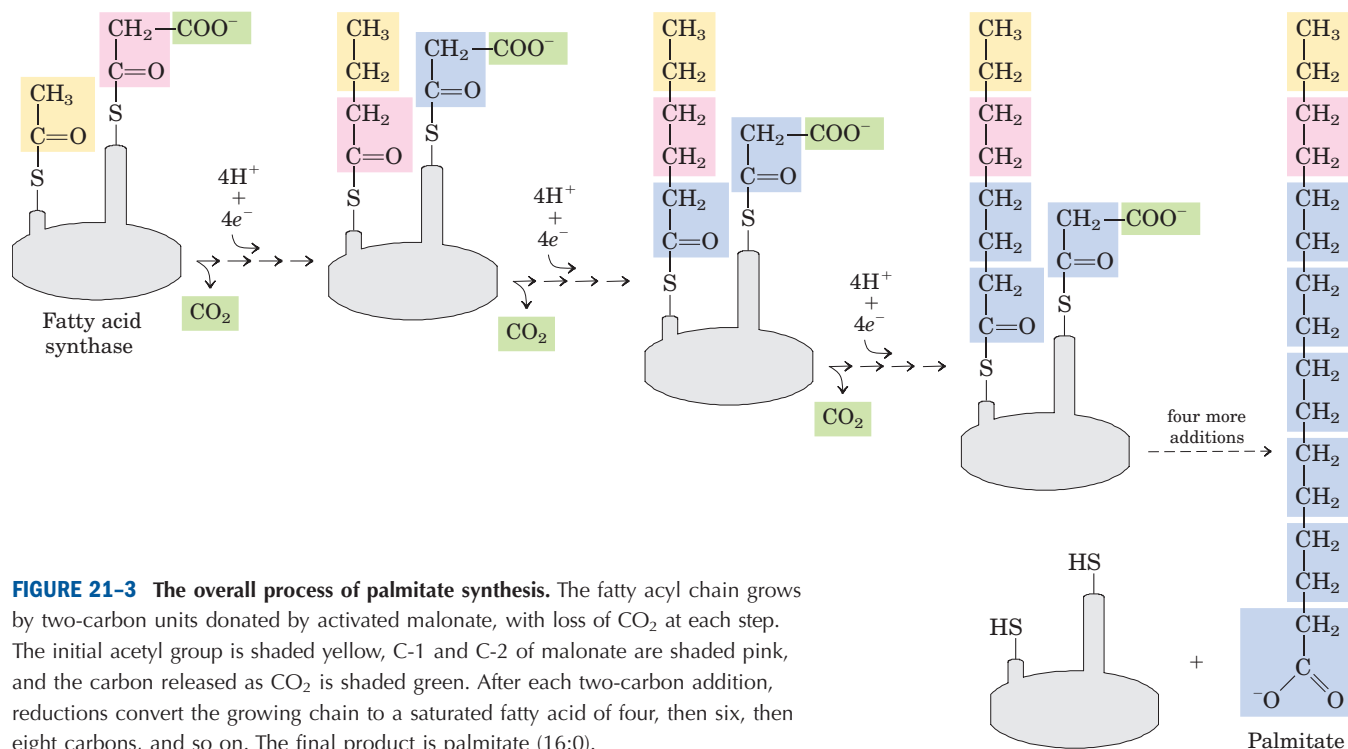 CH₂—COO⁻
C=O
S
CH₃
C=O
S
Fatty acid
synthase
4H⁺
+
4e⁻
CO₂
CH₃
CH₂
CH₂
C=O
S
CH₂—COO⁻
C=O
S
4H⁺
+
4e⁻
CO₂
CH₃
CH₂
CH₂
CH₂
CH₂
C=O
S
CH₂—COO⁻
C=O
S
4H⁺
+
4e⁻
CO₂
CH₃
CH₂
CH₂
CH₂
CH₂
CH₂
CH₂
C=O
S
CH₂—COO⁻
C=O
S
four more
additions
CH₃
CH₂
CH₂
CH₂
CH₂
CH₂
CH₂
CH₂
CH₂
CH₂
CH₂
CH₂
CH₂
CH₂
CH₂
C
⁻O O
Palmitate
HS
HS
+
FIGURE 21–3 The overall process of palmitate synthesis. The fatty acyl chain grows
by two-carbon units donated by activated malonate, with loss of CO₂ at each step.
The initial acetyl group is shaded yellow, C-1 and C-2 of malonate are shaded pink,
and the carbon released as CO₂ is shaded green. After each two-carbon addition,
reductions convert the growing chain to a saturated fatty acid of four, then six, then
eight carbons, and so on. The final product is palmitate (16:0).